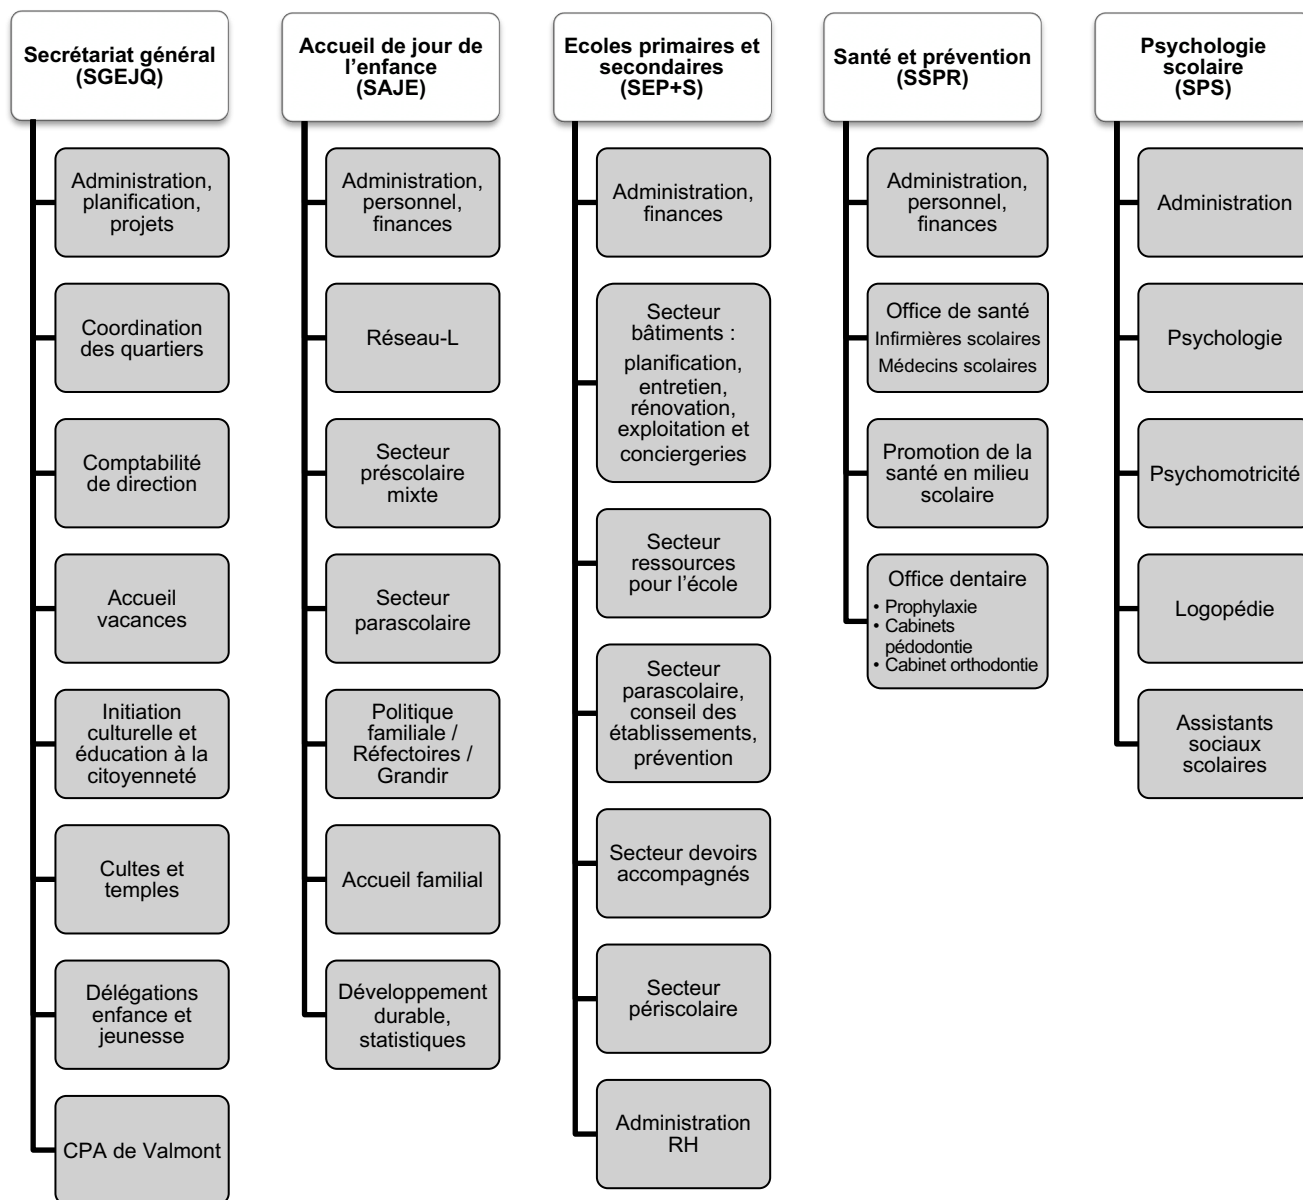 Secrétariat général
(SGEJQ)
Administration,
planification,
projets
Coordination
des quartiers
Comptabilité
de direction
Accueil
vacances
Initiation
culturelle et
éducation à la
citoyenneté
Cultes et
temples
Délégations
enfance et
jeunesse
CPA de Valmont
Accueil de jour de
l’enfance
(SAJE)
Administration,
personnel,
finances
Réseau-L
Secteur
préscolaire
mixte
Secteur
parascolaire
Politique
familiale /
Réfectoires /
Grandir
Accueil familial
Développement
durable,
statistiques
Ecoles primaires et
secondaires
(SEP+S)
Administration,
finances
Secteur
bâtiments :
planification,
entretien,
rénovation,
exploitation et
conciergeries
Secteur
ressources
pour l’école
Secteur
parascolaire,
conseil des
établissements,
prévention
Secteur devoirs
accompagnés
Secteur
périscolaire
Administration
RH
Santé et prévention
(SSPR)
Administration,
personnel,
finances
Office de santé
Infirmières scolaires
Médecins scolaires
Promotion de la
santé en milieu
scolaire
Office dentaire
• Prophylaxie
• Cabinets
pédodontie
• Cabinet orthodontie
Psychologie
scolaire
(SPS)
Administration
Psychologie
Psychomotricité
Logopédie
Assistants
sociaux
scolaires